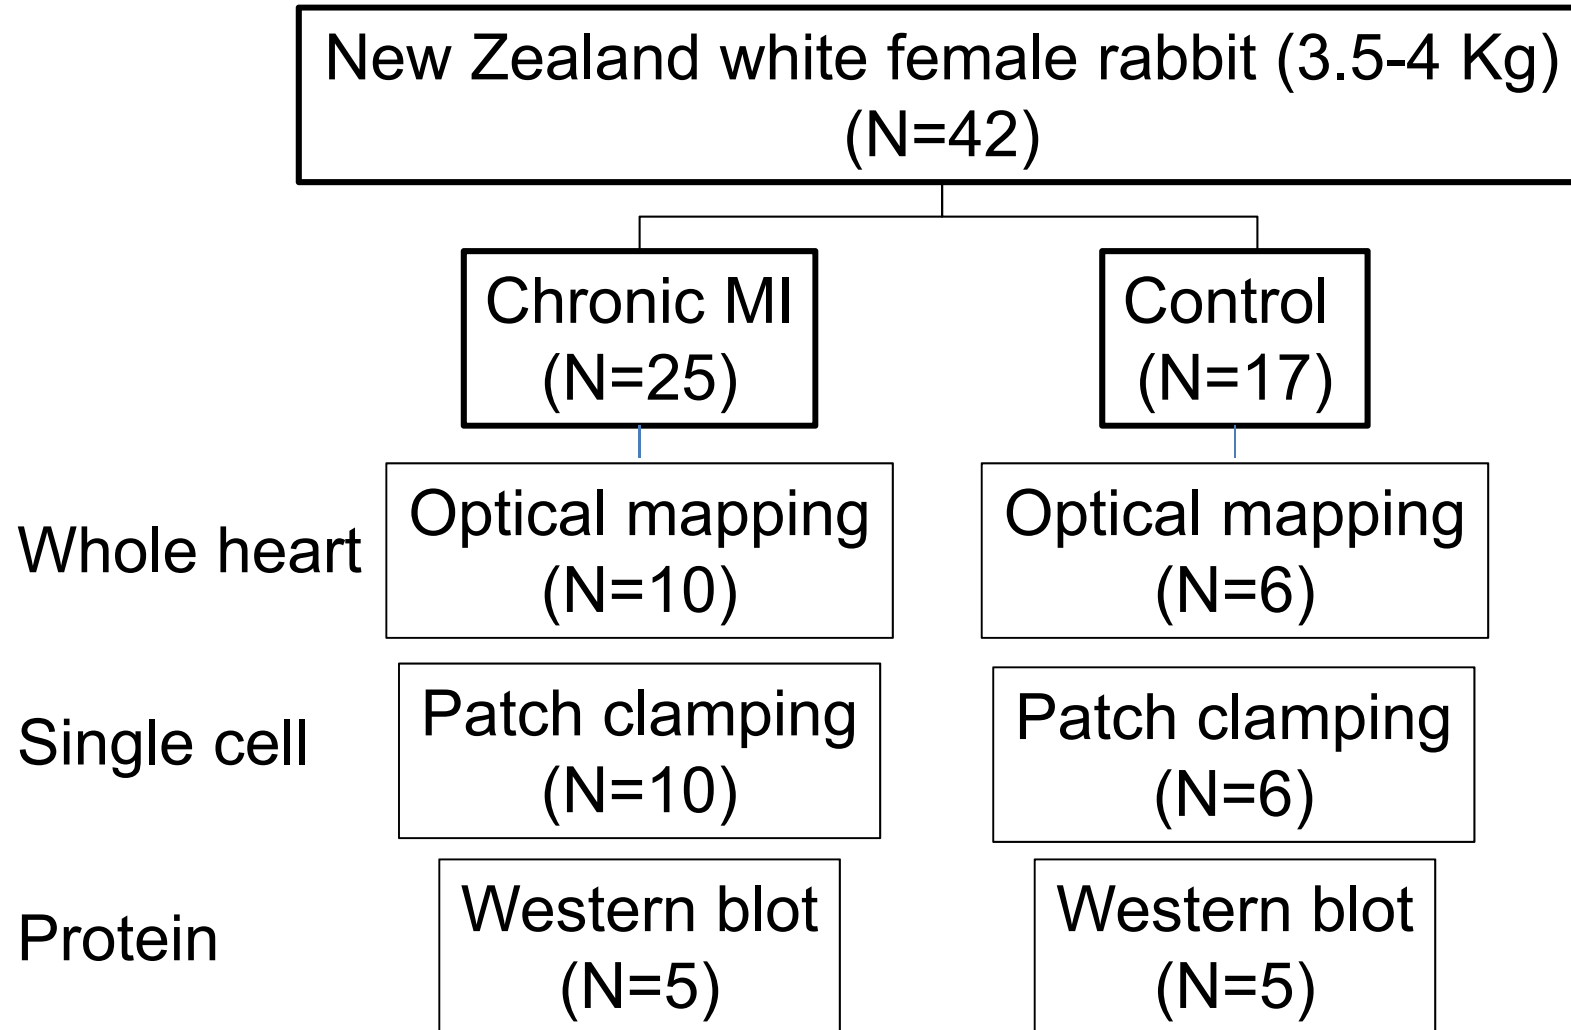 New Zealand white female rabbit (3.5-4 Kg)
(N=42)
Chronic MI
(N=25)
Control
(N=17)
Whole heart
Optical mapping
(N=10)
Optical mapping
(N=6)
Single cell
Patch clamping
(N=10)
Patch clamping
(N=6)
Protein
Western blot
(N=5)
Western blot
(N=5)